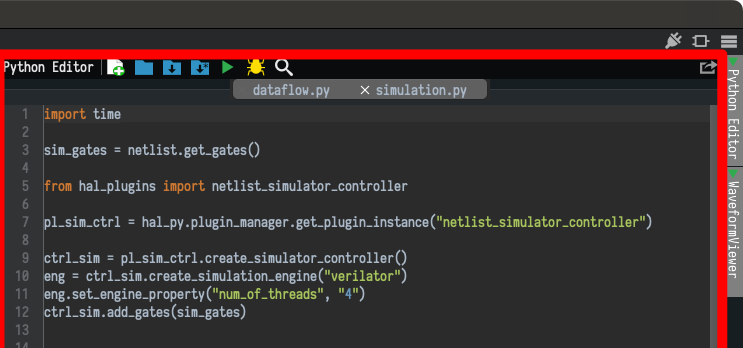 Python Editor
dataflow.py
simulation.py
1 import time
2
3 sim_gates = netlist.get_gates()
4
5 from hal_plugins import netlist_simulator_controller
6
7 pl_sim_ctrl = hal_py.plugin_manager.get_plugin_instance("netlist_simulator_controller")
8
9 ctrl_sim = pl_sim_ctrl.create_simulator_controller()
10 eng = ctrl_sim.create_simulation_engine("verilator")
11 eng.set_engine_property("num_of_threads", "4")
12 ctrl_sim.add_gates(sim_gates)
13
14
Python Editor
WaveformViewer